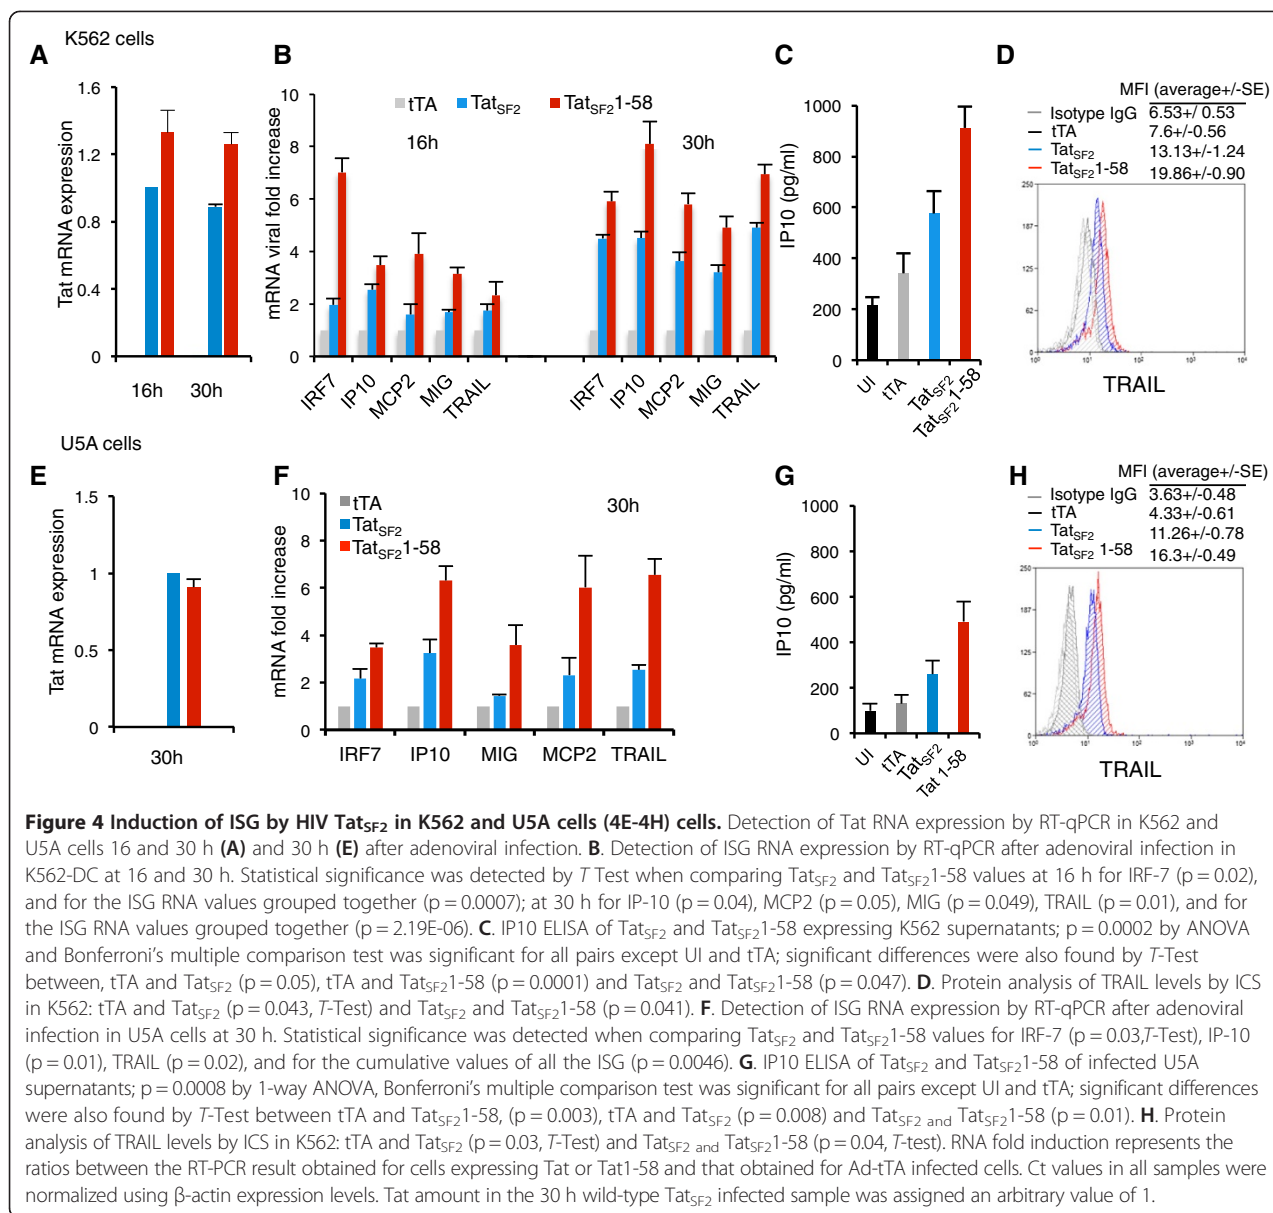 K562 cells
A
Tat mRNA expression
1.6
1.2
0.8
0.4
0
16h
30h
B
mRNA viral fold increase
10
8
6
4
2
0
tTA
TatSF2
TatSF21-58
16h
30h
IRF7
IP10
MCP2
MIG
TRAIL
IRF7
IP10
MCP2
MIG
TRAIL
C
IP10 (pg/ml)
1000
800
600
400
200
0
UI
tTA
TatSF2
TatSF21-58
D
MFI (average+/-SE)
Isotype IgG 6.53+/ 0.53
tTA 7.6+/-0.56
TatSF2 13.13+/-1.24
TatSF21-58 19.86+/-0.90
250
187
125
62
0
10⁰ 10¹ 10² 10³ 10⁴
TRAIL
U5A cells
E
Tat mRNA expression
1.5
1
0.5
0
30h
F
mRNA fold increase
10
8
6
4
2
0
tTA
TatSF2
TatSF21-58
30h
IRF7
IP10
MIG
MCP2
TRAIL
G
IP10 (pg/ml)
1000
800
600
400
200
0
UI
tTA
TatSF2
Tat 1-58
H
MFI (average+/-SE)
Isotype IgG 3.63+/-0.48
tTA 4.33+/-0.61
TatSF2 11.26+/-0.78
TatSF2 1-58 16.3+/-0.49
250
187
125
62
0
10⁰ 10¹ 10² 10³ 10⁴
TRAIL
Figure 4 Induction of ISG by HIV TatSF2 in K562 and U5A cells (4E-4H) cells. Detection of Tat RNA expression by RT-qPCR in K562 and
U5A cells 16 and 30 h (A) and 30 h (E) after adenoviral infection. B. Detection of ISG RNA expression by RT-qPCR after adenoviral infection in
K562-DC at 16 and 30 h. Statistical significance was detected by T Test when comparing TatSF2 and TatSF21-58 values at 16 h for IRF-7 (p = 0.02),
and for the ISG RNA values grouped together (p = 0.0007); at 30 h for IP-10 (p = 0.04), MCP2 (p = 0.05), MIG (p = 0.049), TRAIL (p = 0.01), and for
the ISG RNA values grouped together (p = 2.19E-06). C. IP10 ELISA of TatSF2 and TatSF21-58 expressing K562 supernatants; p = 0.0002 by ANOVA
and Bonferroni's multiple comparison test was significant for all pairs except UI and tTA; significant differences were also found by T-Test
between, tTA and TatSF2 (p = 0.05), tTA and TatSF21-58 (p = 0.0001) and TatSF2 and TatSF21-58 (p = 0.047). D. Protein analysis of TRAIL levels by ICS
in K562: tTA and TatSF2 (p = 0.043, T-Test) and TatSF2 and TatSF21-58 (p = 0.041). F. Detection of ISG RNA expression by RT-qPCR after adenoviral
infection in U5A cells at 30 h. Statistical significance was detected when comparing TatSF2 and TatSF21-58 values for IRF-7 (p = 0.03,T-Test), IP-10
(p = 0.01), TRAIL (p = 0.02), and for the cumulative values of all the ISG (p = 0.0046). G. IP10 ELISA of TatSF2 and TatSF21-58 of infected U5A
supernatants; p = 0.0008 by 1-way ANOVA, Bonferroni's multiple comparison test was significant for all pairs except UI and tTA; significant differences
were also found by T-Test between tTA and TatSF21-58, (p = 0.003), tTA and TatSF2 (p = 0.008) and TatSF2 and TatSF21-58 (p = 0.01). H. Protein
analysis of TRAIL levels by ICS in K562: tTA and TatSF2 (p = 0.03, T-Test) and TatSF2 and TatSF21-58 (p = 0.04, T-test). RNA fold induction represents the
ratios between the RT-PCR result obtained for cells expressing Tat or Tat1-58 and that obtained for Ad-tTA infected cells. Ct values in all samples were
normalized using β-actin expression levels. Tat amount in the 30 h wild-type TatSF2 infected sample was assigned an arbitrary value of 1.